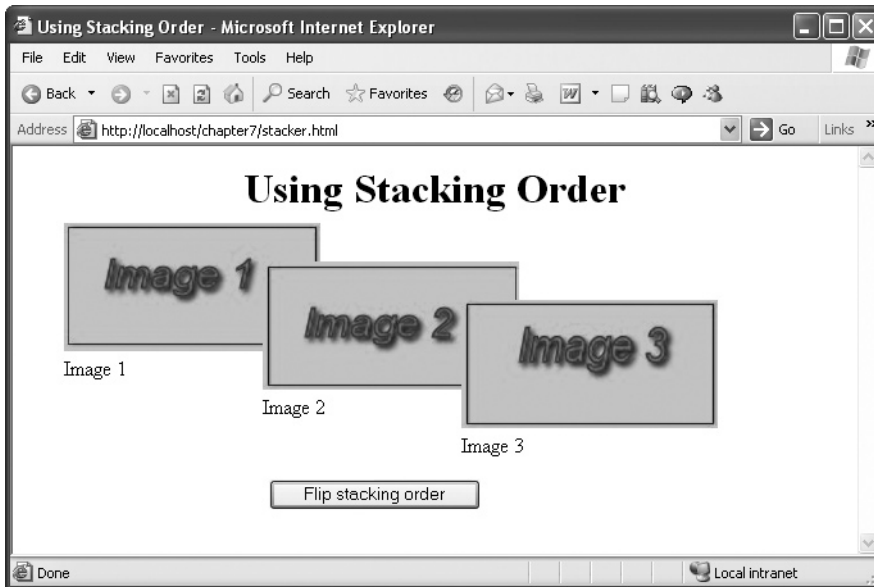 Using Stacking Order - Microsoft Internet Explorer
File Edit View Favorites Tools Help
Back Search Favorites
Address http://localhost/chapter7/stacker.html Go Links »
Using Stacking Order
Image 1
Image 2
Image 3
Image 1
Image 2
Image 3
Flip stacking order
Done Local intranet